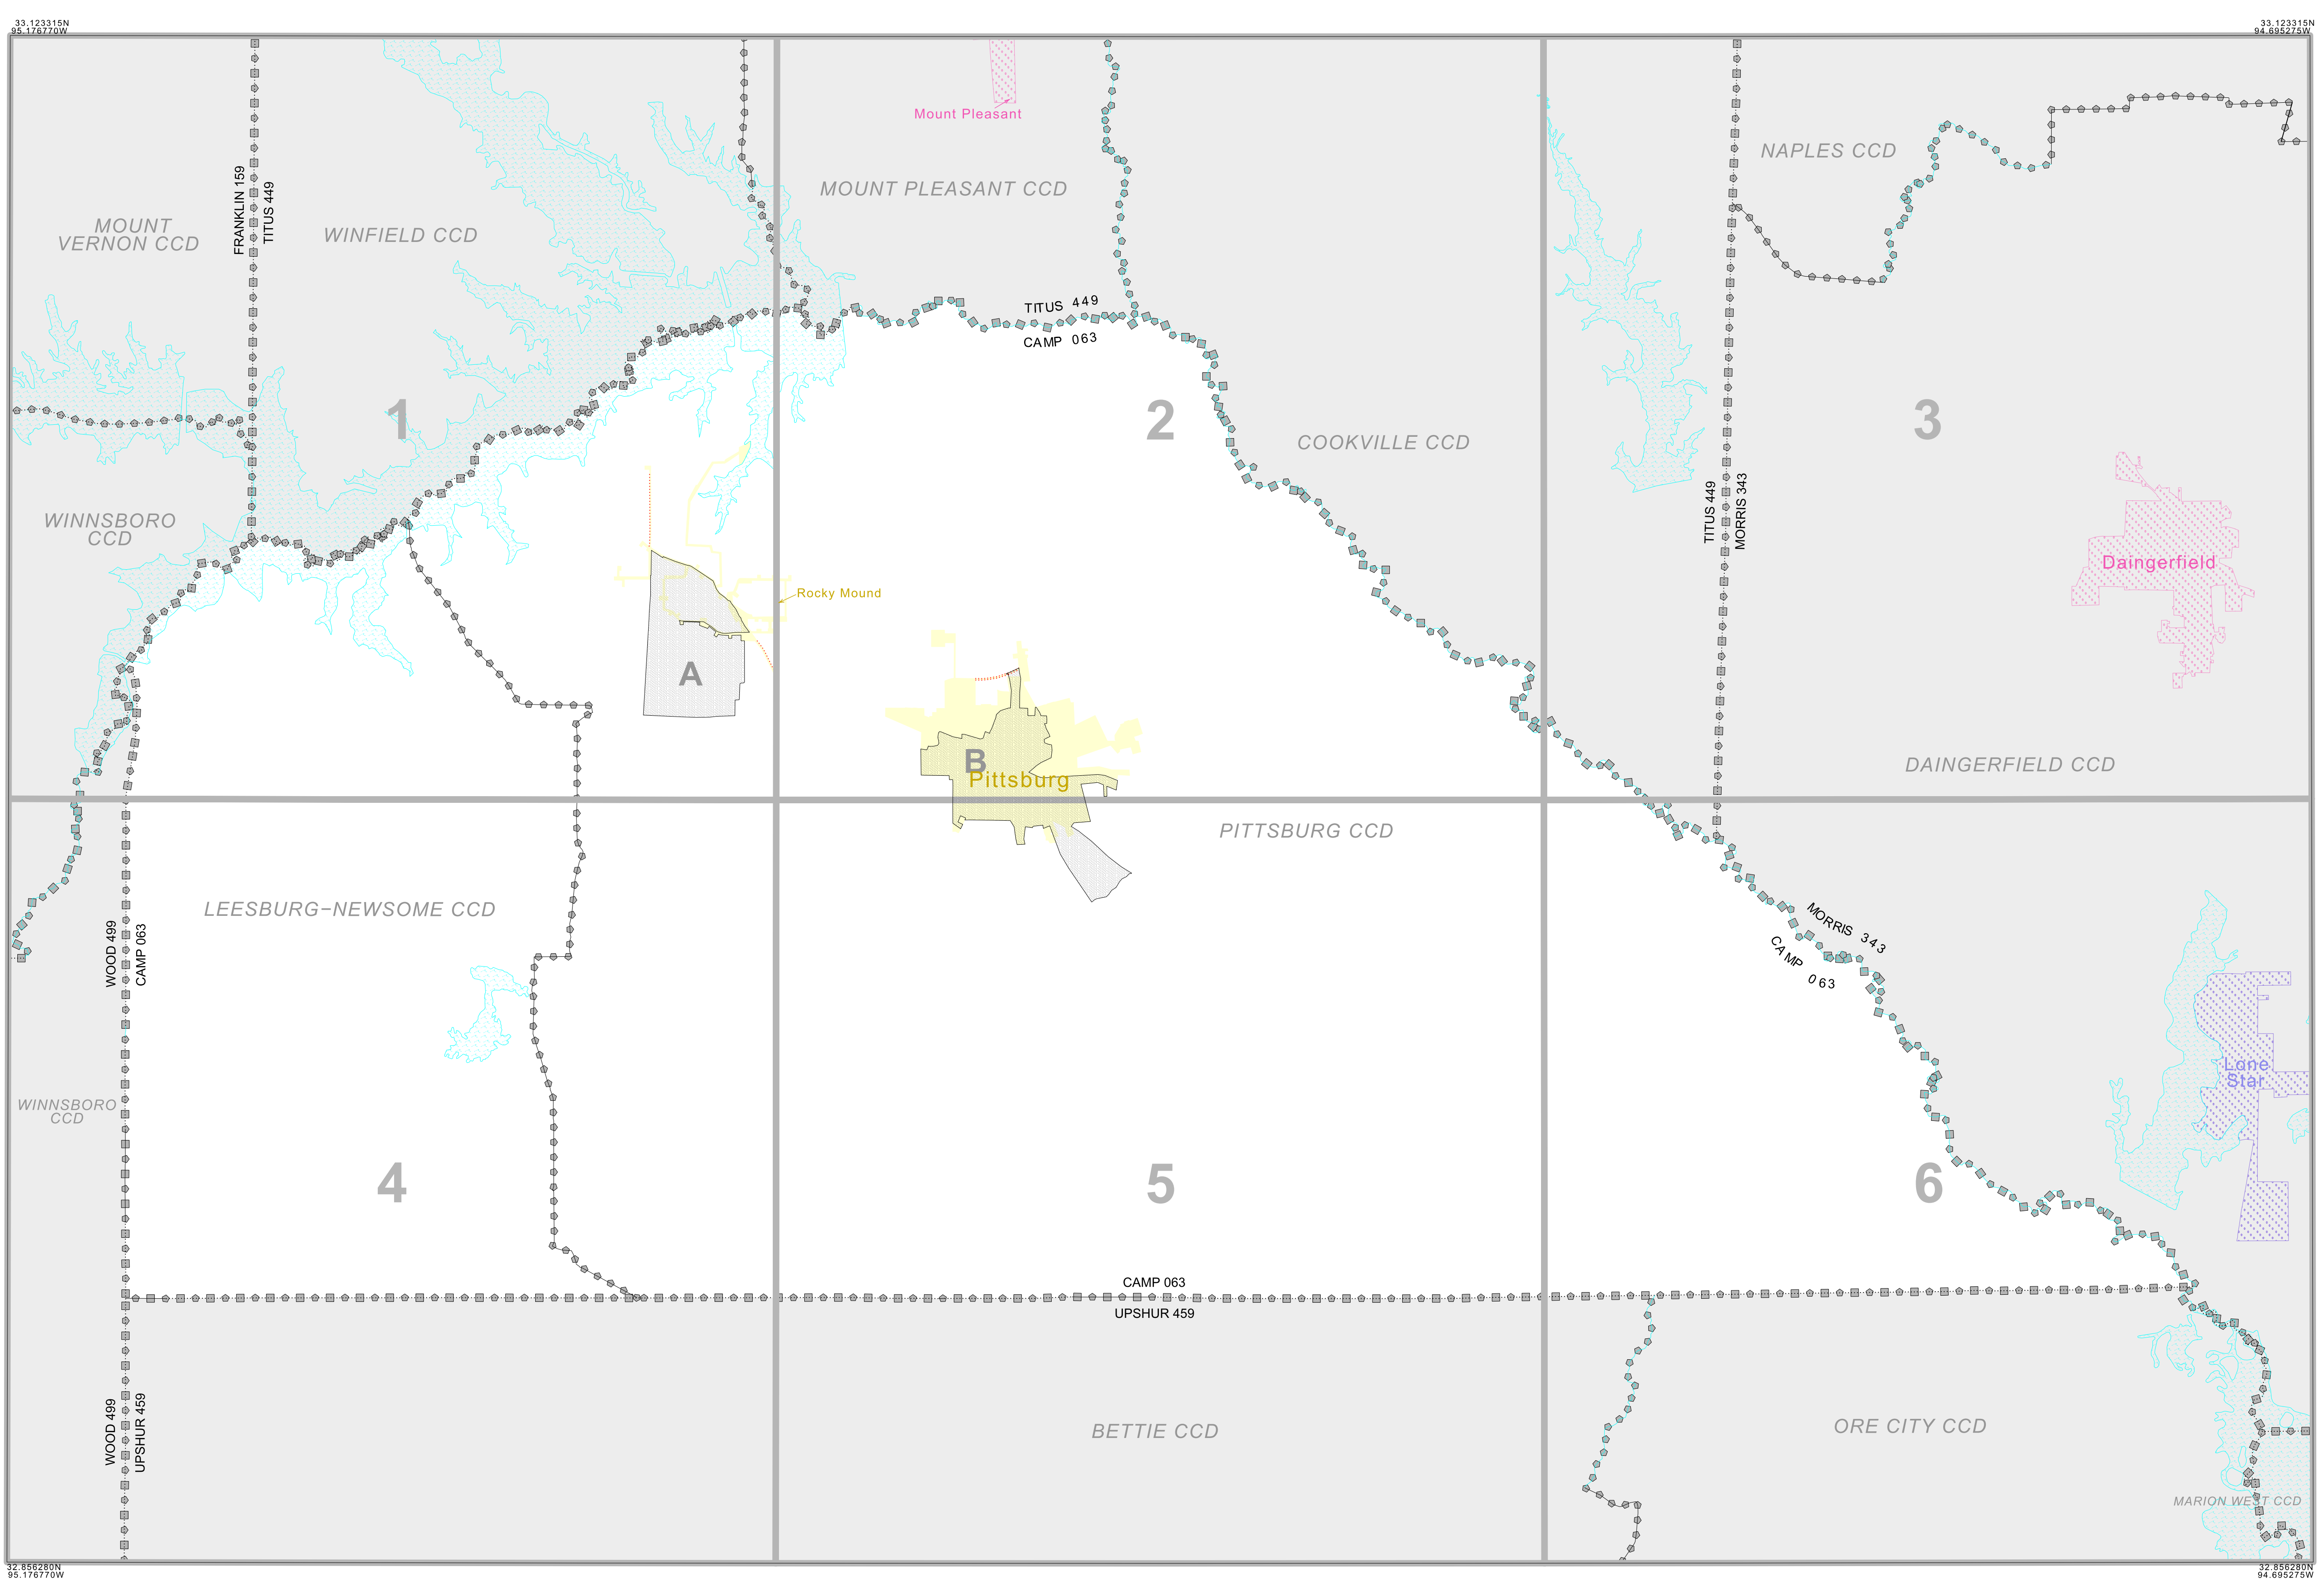 33.123315N
95.176770W
33.123315N
94.695275W
Mount Pleasant
NAPLES CCD
MOUNT PLEASANT CCD
FRANKLIN 159
TITUS 449
MOUNT
VERNON CCD
WINFIELD CCD
TITUS 449
CAMP 063
1
2
3
COOKVILLE CCD
WINNSBORO
CCD
TITUS 449
MORRIS 343
Daingerfield
Rocky Mound
A
B
Pittsburg
DAINGERFIELD CCD
PITTSBURG CCD
LEESBURG-NEWSOME CCD
WOOD 499
CAMP 063
MORRIS 343
CAMP 063
Lone
Star
WINNSBORO
CCD
4
5
6
CAMP 063
UPSHUR 459
WOOD 499
UPSHUR 459
BETTIE CCD
ORE CITY CCD
MARION WEST CCD
32.856280N
95.176770W
32.856280N
94.695275W